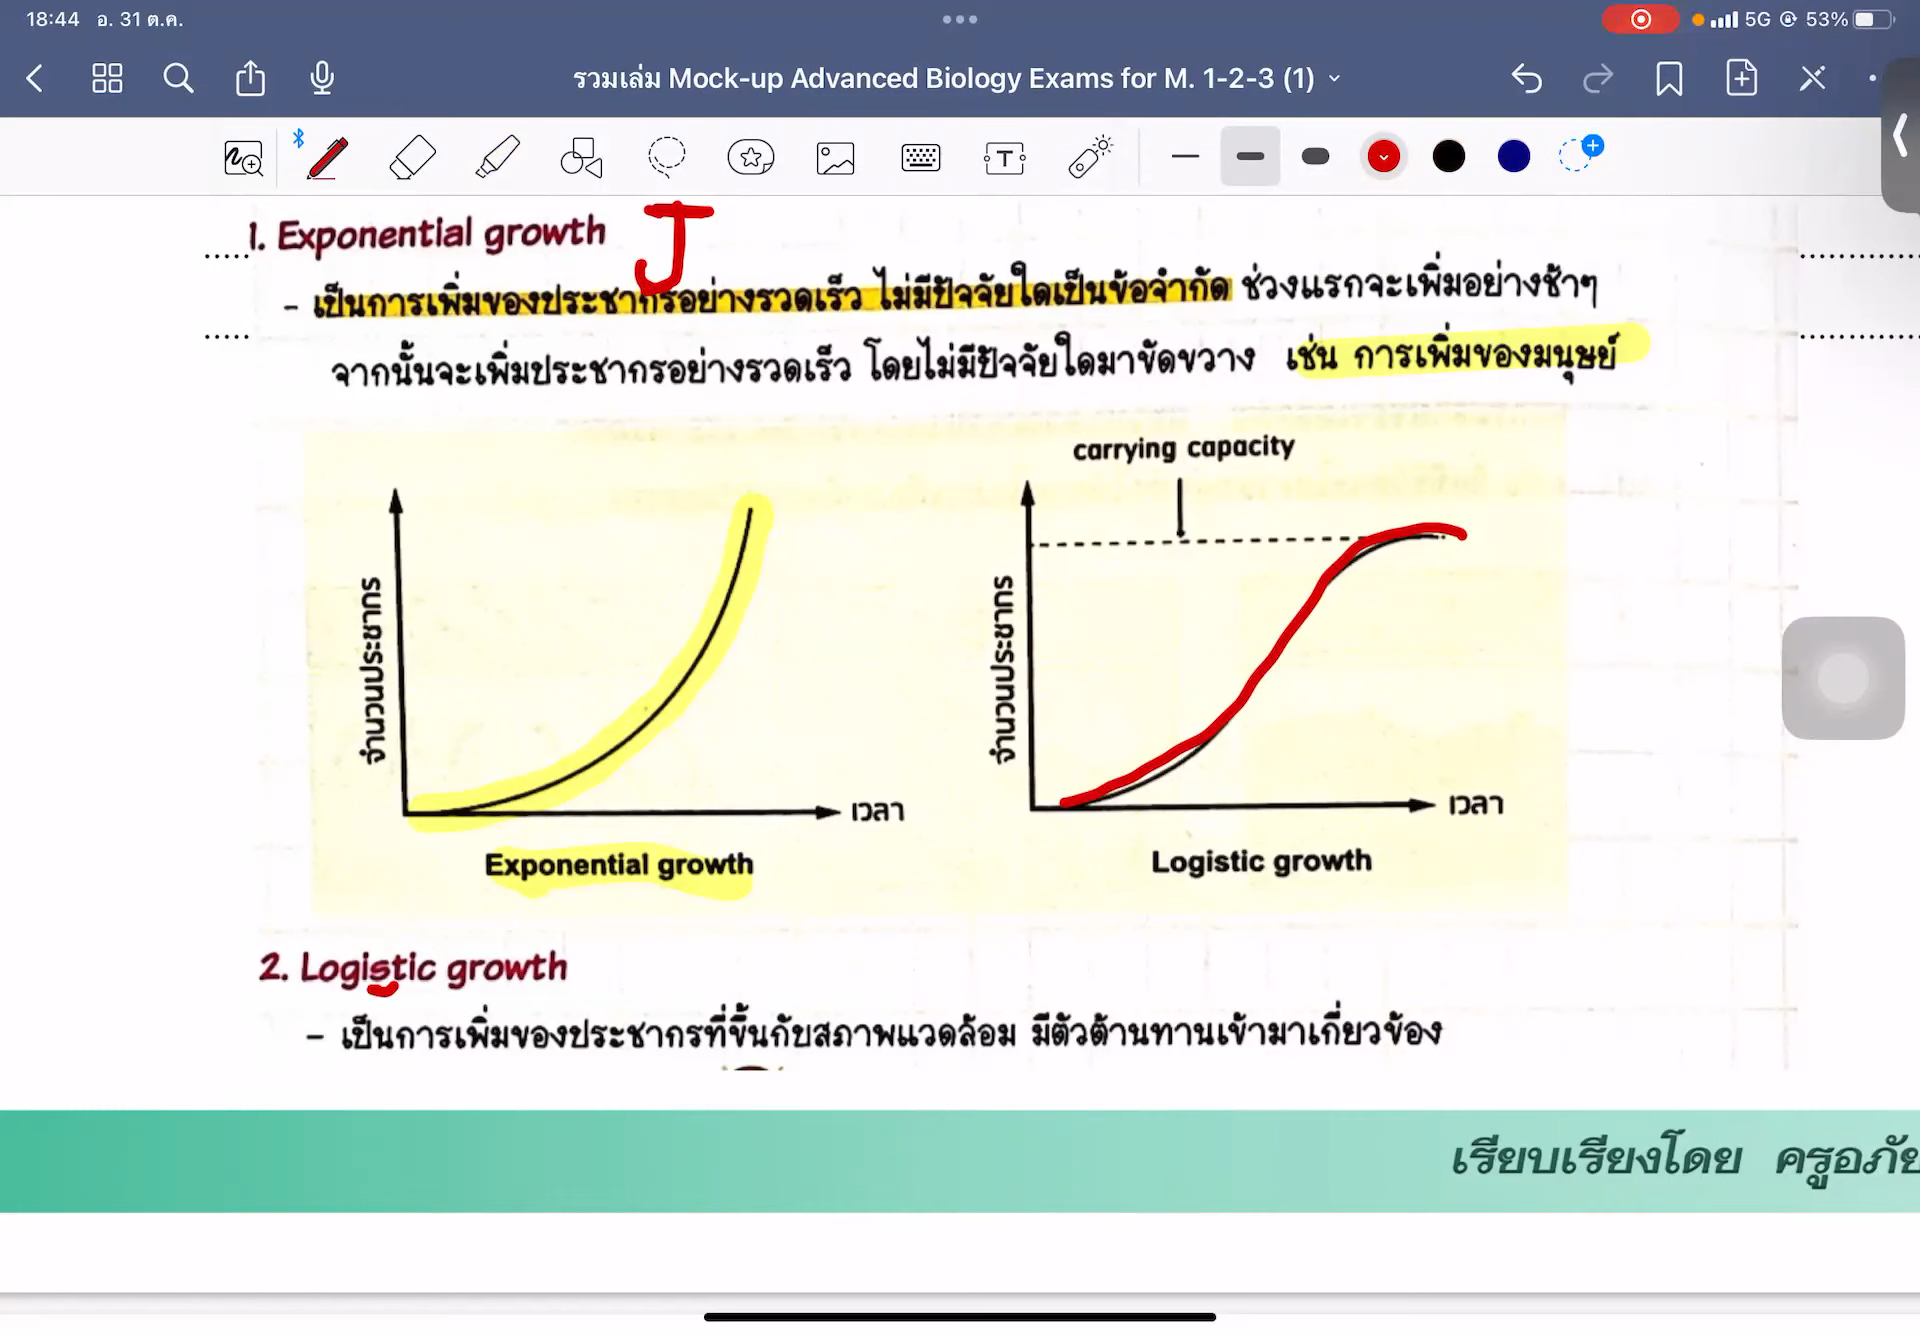 18:44 อ. 31 ต.ค.
5G 53%
รวมเล่ม Mock-up Advanced Biology Exams for M. 1-2-3 (1)
1. Exponential growth J
- เป็นการเพิ่มของประชากรอย่างรวดเร็ว ไม่มีปัจจัยใดเป็นข้อจำกัด ช่วงแรกจะเพิ่มอย่างช้าๆ
จากนั้นจะเพิ่มประชากรอย่างรวดเร็ว โดยไม่มีปัจจัยใดมาขัดขวาง เช่น การเพิ่มของมนุษย์
carrying capacity
จำนวนประชากร
เวลา
Exponential growth
จำนวนประชากร
เวลา
Logistic growth
2. Logistic growth
- เป็นการเพิ่มของประชากรที่ขึ้นกับสภาพแวดล้อม มีตัวต้านทานเข้ามาเกี่ยวข้อง
เรียบเรียงโดย ครูอภัย